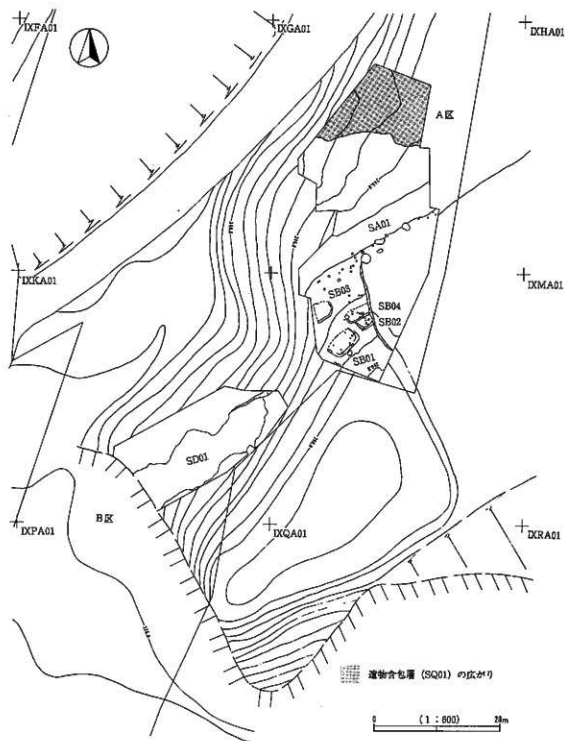 IXFA01
IXGA01
IXHA01
A区
SA01
IXKA01
IXMA01
SB03
SB04
SB02
SB01
SD01
B区
IXPA01
IXQA01
IXRA01
遺物含包層 (SQ01) の広がり
0 (1:600) 20m